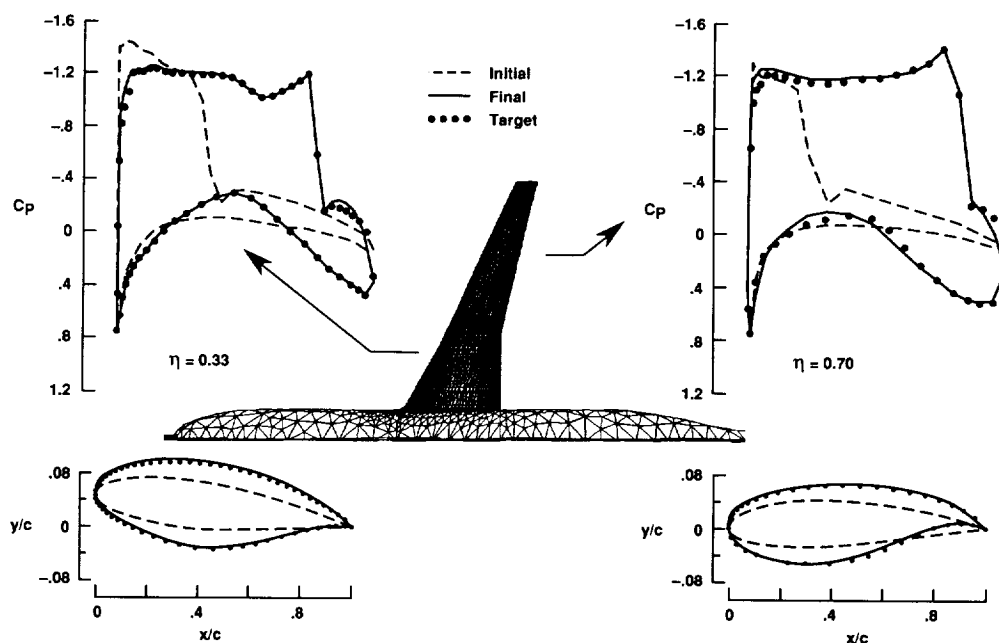 -1.6
-1.2
-.8
-.4
CP
0
.4
.8
1.2
η = 0.33
Initial
Final
Target
-1.6
-1.2
-.8
-.4
CP
0
.4
.8
1.2
η = 0.70
.08
y/c
0
-.08
0 .4 .8
x/c
.08
y/c
0
-.08
0 .4 .8
x/c